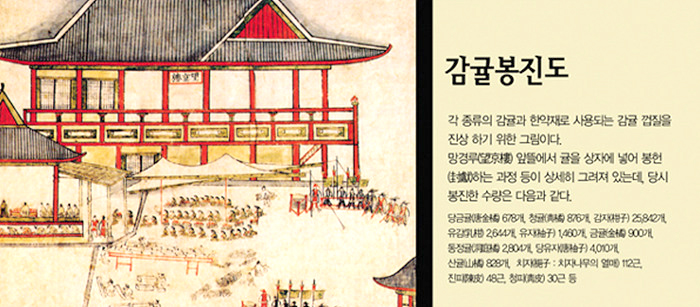 望京樓
감귤봉진도
각 종류의 감귤과 한약재로 사용되는 감귤 껍질을
진상 하기 위한 그림이다.
망경루(望京樓) 앞뜰에서 귤을 상자에 넣어 봉헌
(封獻)하는 과정 등이 상세히 그려져 있는데, 당시
봉진한 수량은 다음과 같다.
당금귤(唐金橘) 678개, 청귤(靑橘) 876개, 감자(柑子) 25,842개,
유감(乳柑) 2,644개, 유자(柚子) 1,460개, 금귤(金橘) 900개,
동정귤(洞庭橘) 2,804개, 당유자(唐柚子) 4,010개,
산귤(山橘) 828개, 치자(梔子 : 치자나무의 열매) 112근,
진피(陳皮) 48근, 청피(靑皮) 30근 등